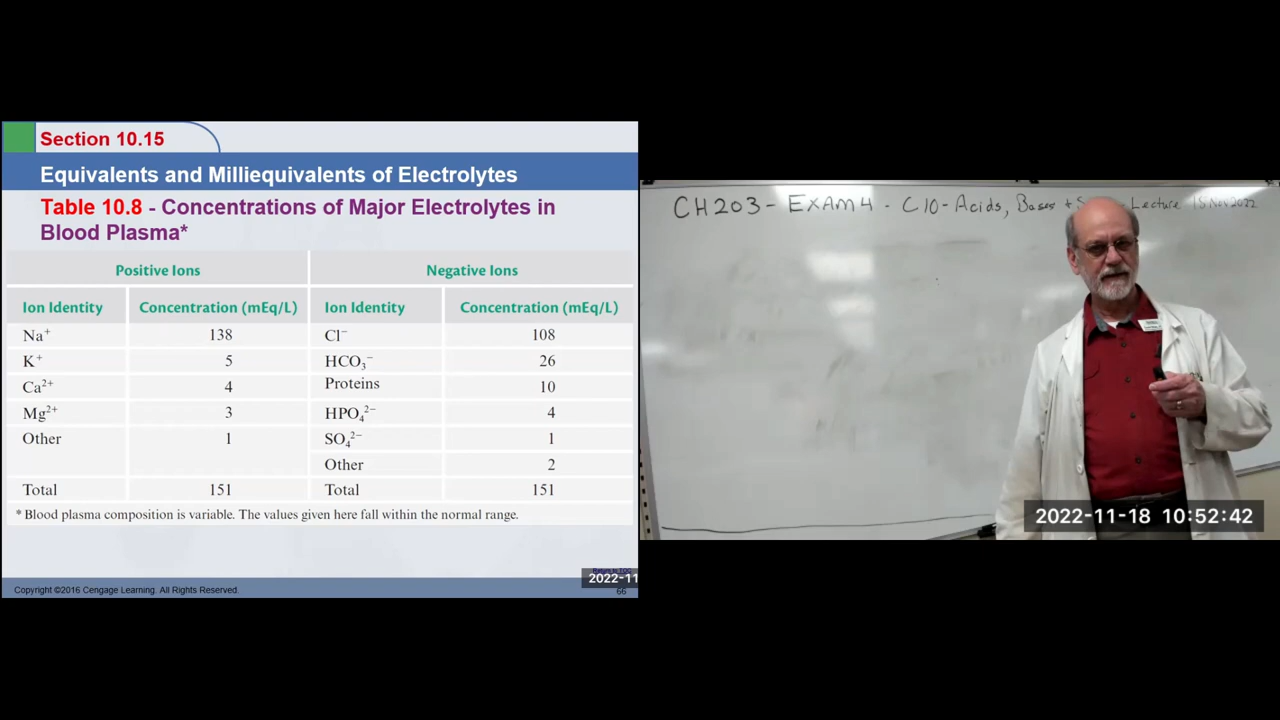 Section 10.15
Equivalents and Milliequivalents of Electrolytes
Table 10.8 - Concentrations of Major Electrolytes in
Blood Plasma*
Positive Ions Negative Ions
Ion Identity Concentration (mEq/L) Ion Identity Concentration (mEq/L)
Na⁺ 138 Cl⁻ 108
K⁺ 5 HCO₃⁻ 26
Ca²⁺ 4 Proteins 10
Mg²⁺ 3 HPO₄²⁻ 4
Other 1 SO₄²⁻ 1
Other 2
Total 151 Total 151
* Blood plasma composition is variable. The values given here fall within the normal range.
2022-11
Copyright ©2016 Cengage Learning. All Rights Reserved.
66
CH203 - EXAM 4 - C10 - Acids, Bases + Lecture 18 Nov 2022
2022-11-18 10:52:42